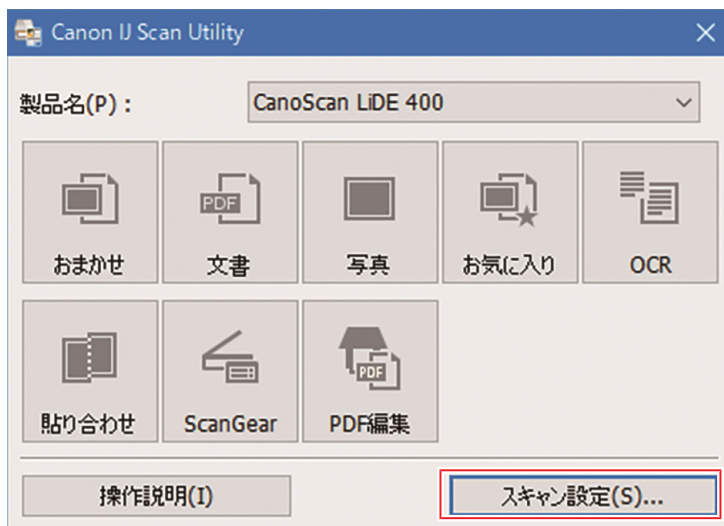 Canon IJ Scan Utility
製品名(P) : CanoScan LiDE 400
おまかせ 文書 写真 お気に入り OCR
PDF
貼り合わせ ScanGear PDF編集
PDF
操作説明(I) スキャン設定(S)...